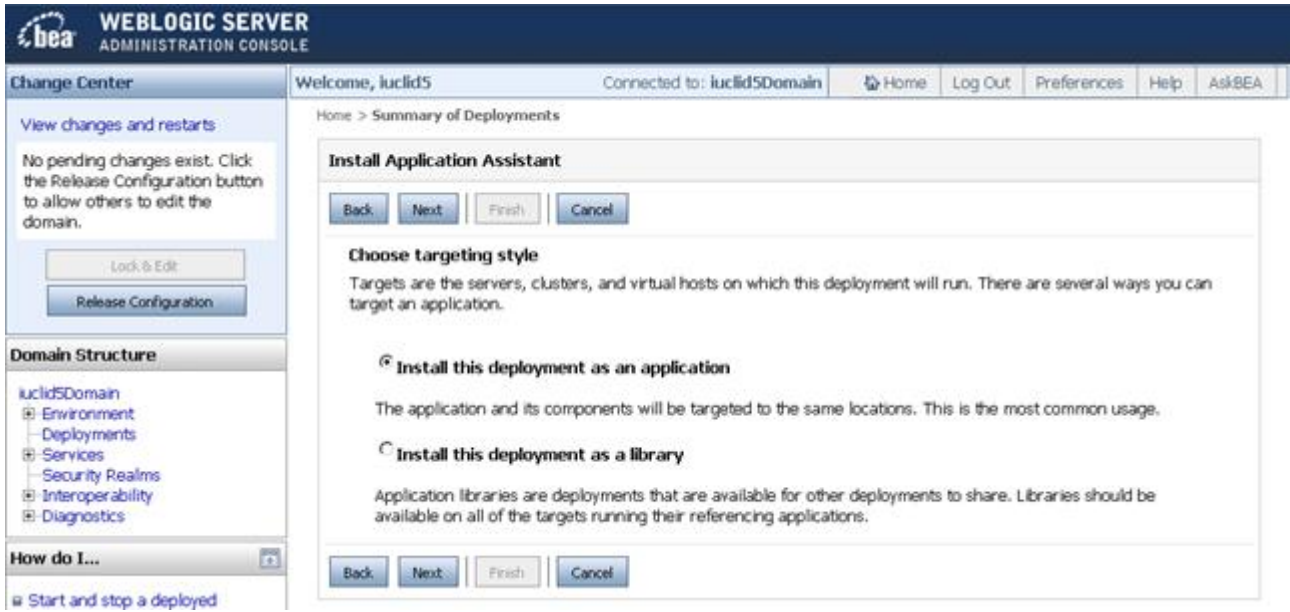 bea
WEBLOGIC SERVER
ADMINISTRATION CONSOLE
Change Center
View changes and restarts
No pending changes exist. Click
the Release Configuration button
to allow others to edit the
domain.
Lock & Edit
Release Configuration
Domain Structure
iuclid5Domain
Environment
Deployments
Services
Security Realms
Interoperability
Diagnostics
How do I...
Start and stop a deployed
Welcome, iuclid5 Connected to: iuclid5Domain Home Log Out Preferences Help AskBEA
Home > Summary of Deployments
Install Application Assistant
Back Next Finish Cancel
Choose targeting style
Targets are the servers, clusters, and virtual hosts on which this deployment will run. There are several ways you can
target an application.
Install this deployment as an application
The application and its components will be targeted to the same locations. This is the most common usage.
Install this deployment as a library
Application libraries are deployments that are available for other deployments to share. Libraries should be
available on all of the targets running their referencing applications.
Back Next Finish Cancel